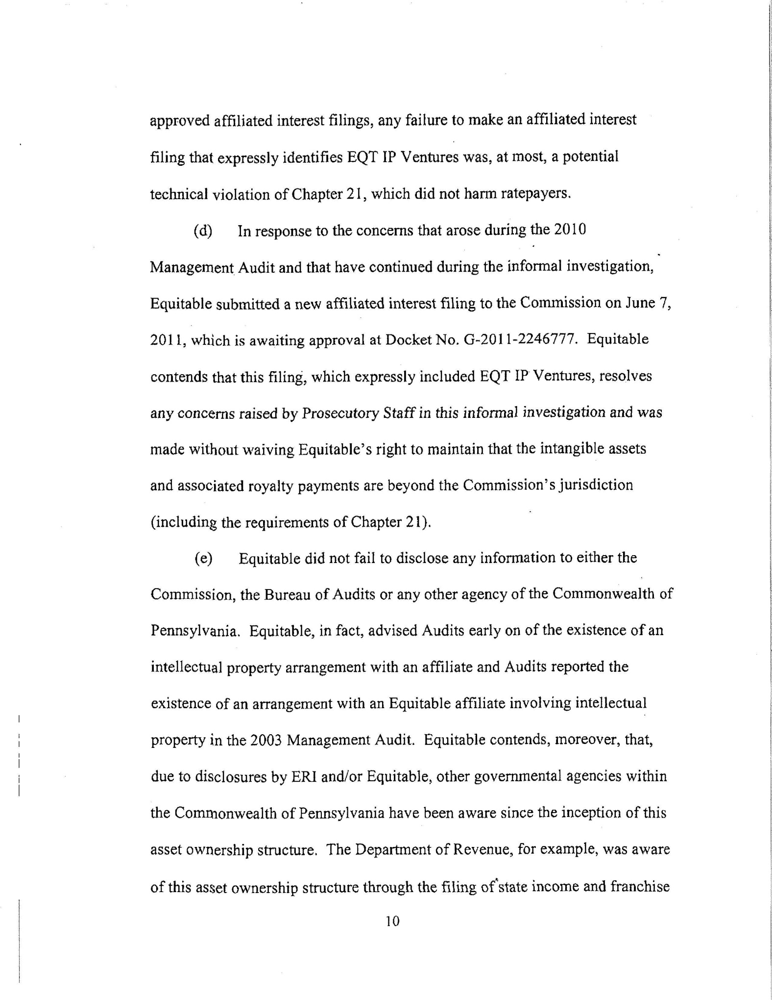 approved affiliated interest filings, any failure to make an affiliated interest
filing that expressly identifies EQT IP Ventures was, at most, a potential
technical violation of Chapter 21, which did not harm ratepayers.
(d) In response to the concerns that arose during the 2010
Management Audit and that have continued during the informal investigation,
Equitable submitted a new affiliated interest filing to the Commission on June 7,
2011, which is awaiting approval at Docket No. G-2011-2246777. Equitable
contends that this filing, which expressly included EQT IP Ventures, resolves
any concerns raised by Prosecutory Staff in this informal investigation and was
made without waiving Equitable's right to maintain that the intangible assets
and associated royalty payments are beyond the Commission's jurisdiction
(including the requirements of Chapter 21).
(e) Equitable did not fail to disclose any information to either the
Commission, the Bureau of Audits or any other agency of the Commonwealth of
Pennsylvania. Equitable, in fact, advised Audits early on of the existence of an
intellectual property arrangement with an affiliate and Audits reported the
existence of an arrangement with an Equitable affiliate involving intellectual
property in the 2003 Management Audit. Equitable contends, moreover, that,
due to disclosures by ERI and/or Equitable, other governmental agencies within
the Commonwealth of Pennsylvania have been aware since the inception of this
asset ownership structure. The Department of Revenue, for example, was aware
of this asset ownership structure through the filing of state income and franchise
10